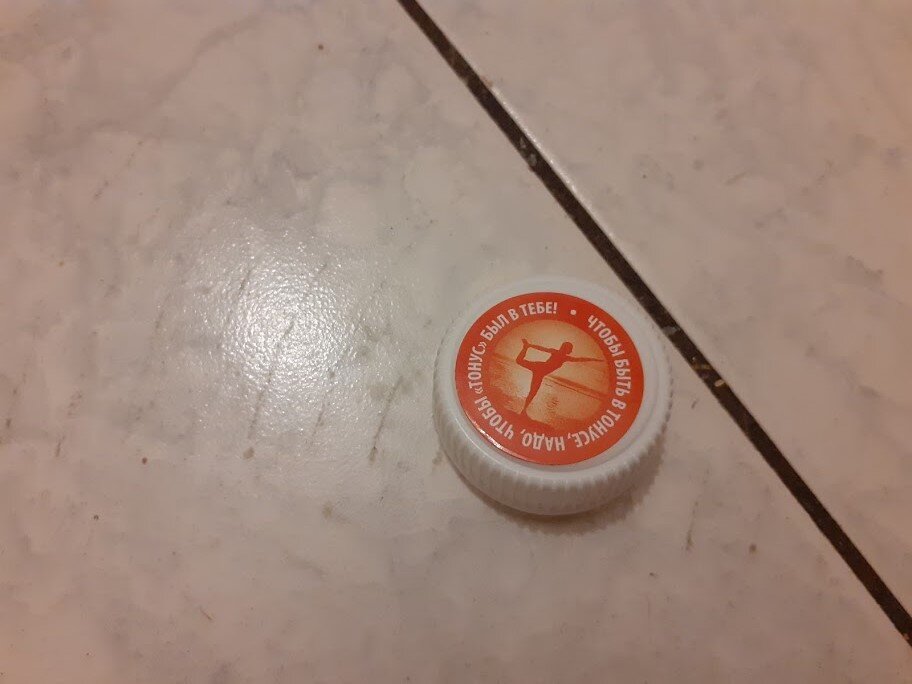 ЧТОБЫ БЫТЬ В ТОНУСЕ, НАДО, ЧТОБЫ «ТОНУС» БЫЛ В ТЕБЕ! •